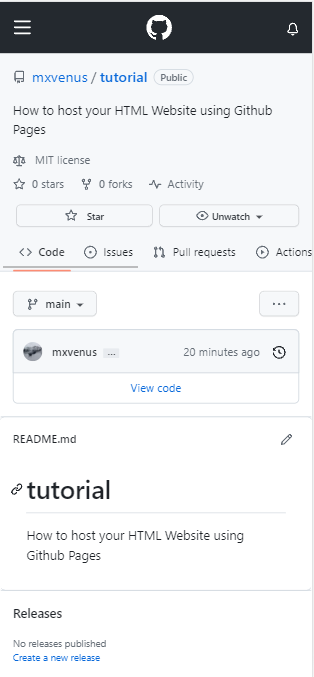 mxvenus / tutorial Public
How to host your HTML Website using Github
Pages
MIT license
0 stars 0 forks Activity
Star Unwatch
Code Issues Pull requests Actions
main ...
mxvenus ... 20 minutes ago
View code
README.md
tutorial
How to host your HTML Website using
Github Pages
Releases
No releases published
Create a new release